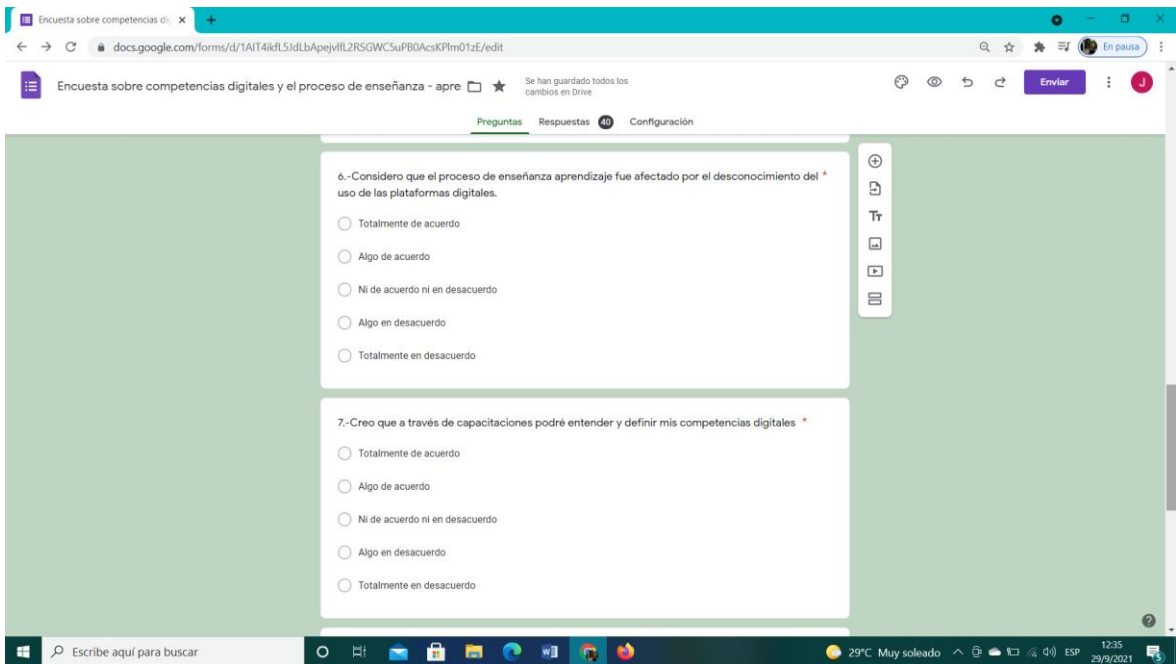 Encuesta sobre competencias di
docs.google.com/forms/d/1AIT4ikfL5JdLbApejvlfL2RSGWC5uPB0AcsKPlm01zE/edit
En pausa
Encuesta sobre competencias digitales y el proceso de enseñanza - apre
Se han guardado todos los
cambios en Drive
Enviar
J
Preguntas
Respuestas 40
Configuración
6.-Considero que el proceso de enseñanza aprendizaje fue afectado por el desconocimiento del *
uso de las plataformas digitales.
Totalmente de acuerdo
Algo de acuerdo
Ni de acuerdo ni en desacuerdo
Algo en desacuerdo
Totalmente en desacuerdo
Tт
7.-Creo que a través de capacitaciones podré entender y definir mis competencias digitales *
Totalmente de acuerdo
Algo de acuerdo
Ni de acuerdo ni en desacuerdo
Algo en desacuerdo
Totalmente en desacuerdo
Escribe aquí para buscar
29°C Muy soleado
ESP
12:35
29/9/2021